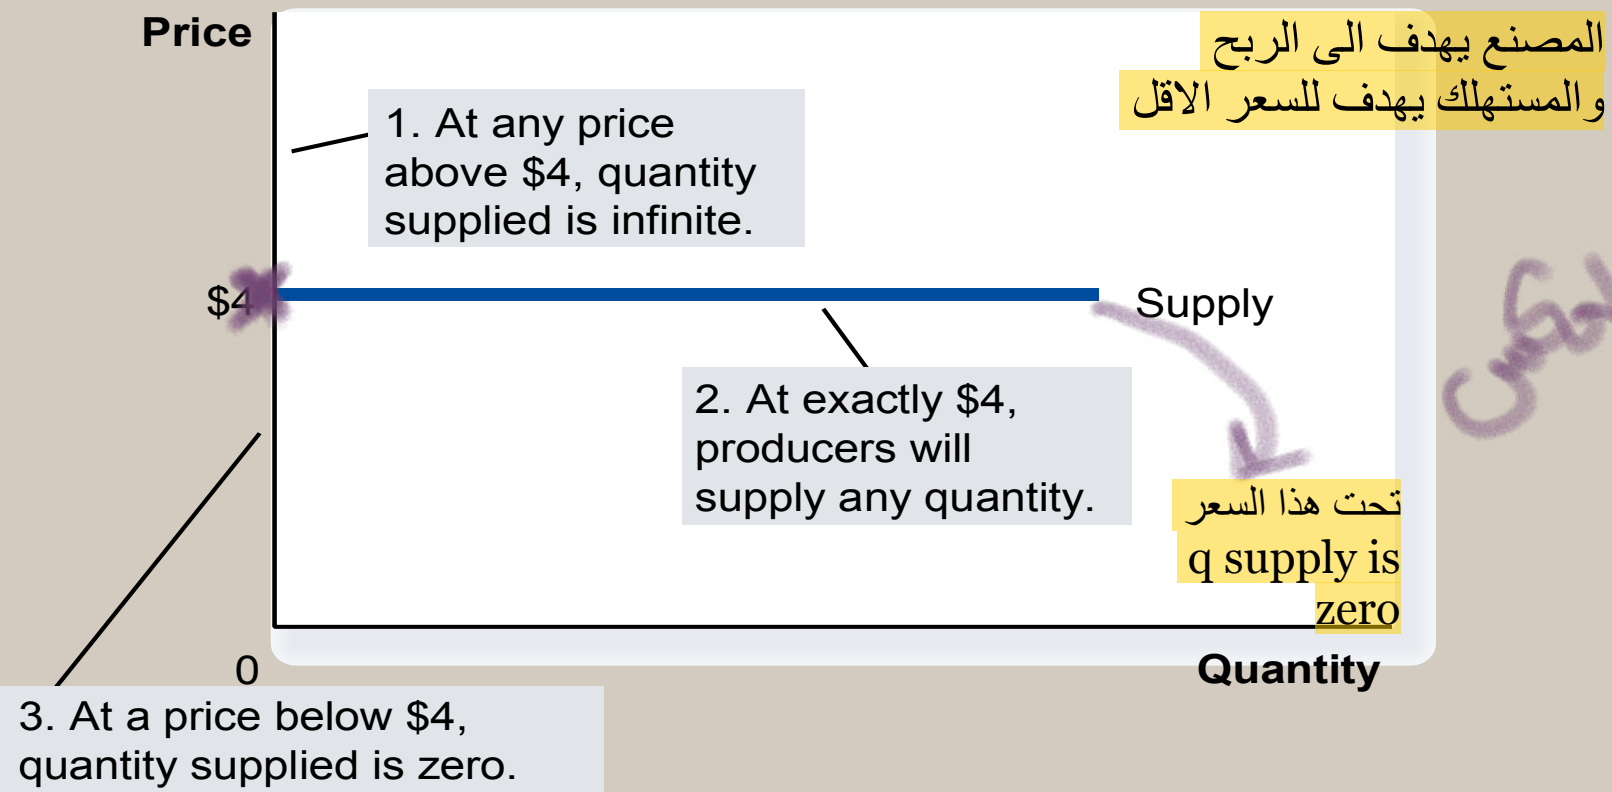 Price
المصنع يهدف الى الربح
والمستهلك يهدف للسعر الاقل
1. At any price
above $4, quantity
supplied is infinite.
$4
Supply
2. At exactly $4,
producers will
supply any quantity.
تحت هذا السعر
q supply is
zero
0
Quantity
3. At a price below $4,
quantity supplied is zero.